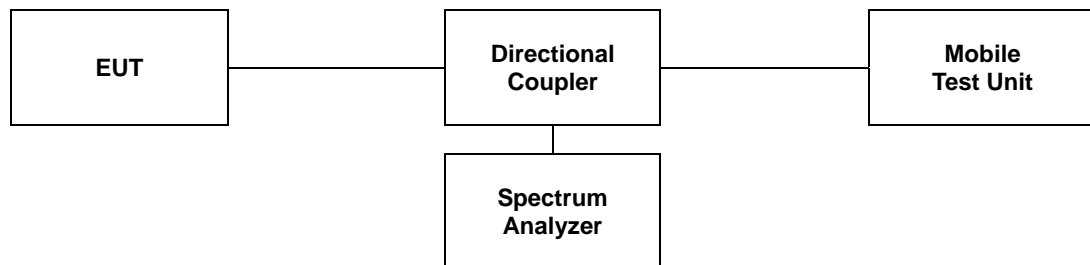 EUT
Directional
Coupler
Mobile
Test Unit
Spectrum
Analyzer